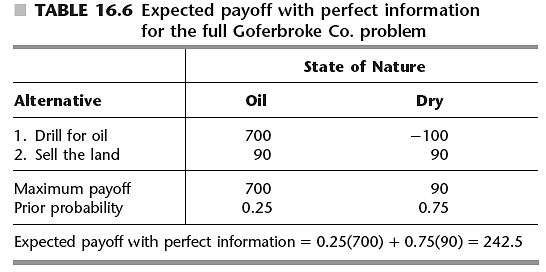 TABLE 16.6 Expected payoff with perfect information
for the full Goferbroke Co. problem
State of Nature
Alternative Oil Dry
1. Drill for oil 700 −100
2. Sell the land 90 90
Maximum payoff 700 90
Prior probability 0.25 0.75
Expected payoff with perfect information = 0.25(700) + 0.75(90) = 242.5